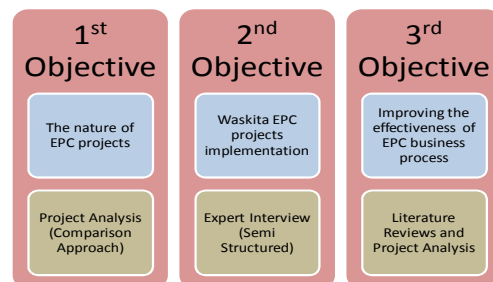 1st
Objective
The nature of
EPC projects
Project Analysis
(Comparison
Approach)
2nd
Objective
Waskita EPC
projects
implementation
Expert Interview
(Semi
Structured)
3rd
Objective
Improving the
effectiveness of
EPC business
process
Literature
Reviews and
Project Analysis